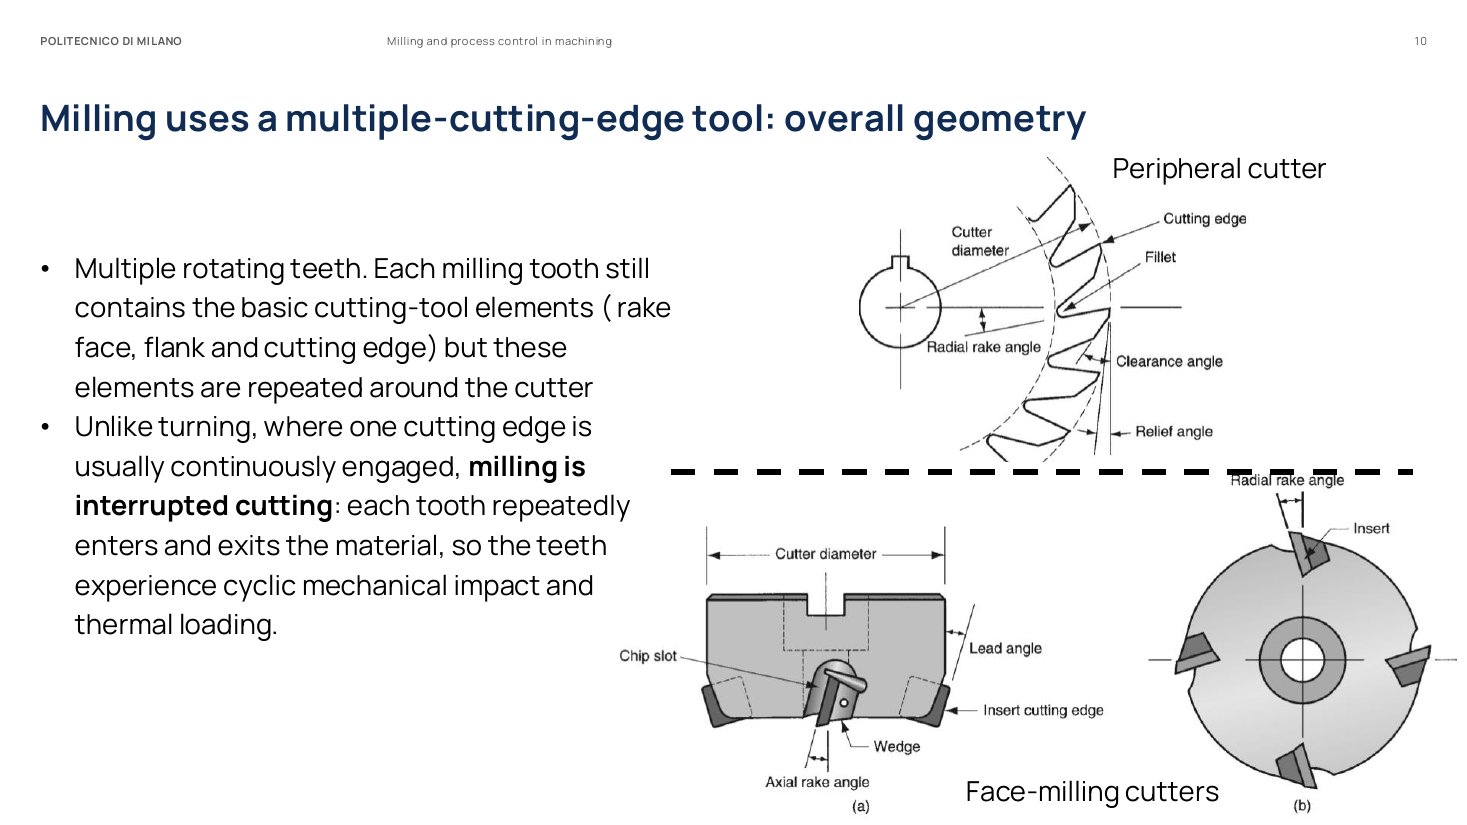 POLITECNICO DI MILANO
Milling and process control in machining
10
Milling uses a multiple-cutting-edge tool: overall geometry
• Multiple rotating teeth. Each milling tooth still
contains the basic cutting-tool elements ( rake
face, flank and cutting edge) but these
elements are repeated around the cutter
• Unlike turning, where one cutting edge is
usually continuously engaged, milling is
interrupted cutting: each tooth repeatedly
enters and exits the material, so the teeth
experience cyclic mechanical impact and
thermal loading.
Peripheral cutter
Cutting edge
Cutter
diameter
Fillet
Radial rake angle
Clearance angle
Relief angle
Cutter diameter
Chip slot
Lead angle
Insert cutting edge
Wedge
Axial rake angle
(a)
Face-milling cutters
Radial rake angle
Insert
(b)